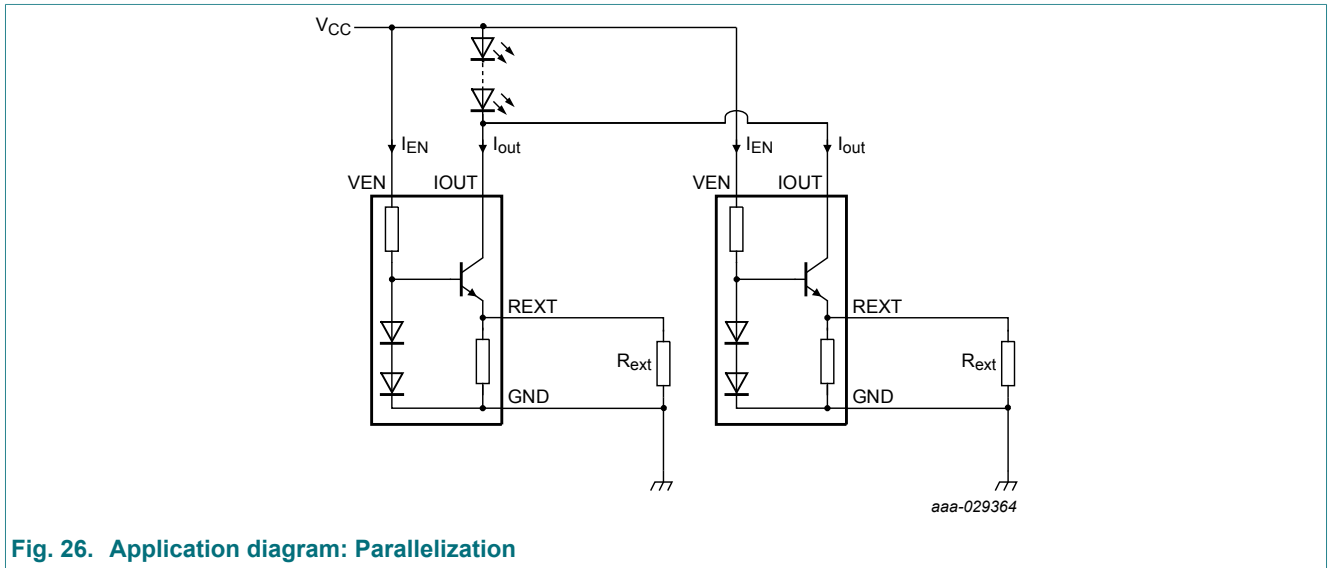 VCC
IEN
Iout
IEN
Iout
VEN
IOUT
VEN
IOUT
REXT
REXT
Rext
Rext
GND
GND
aaa-029364
Fig. 26. Application diagram: Parallelization